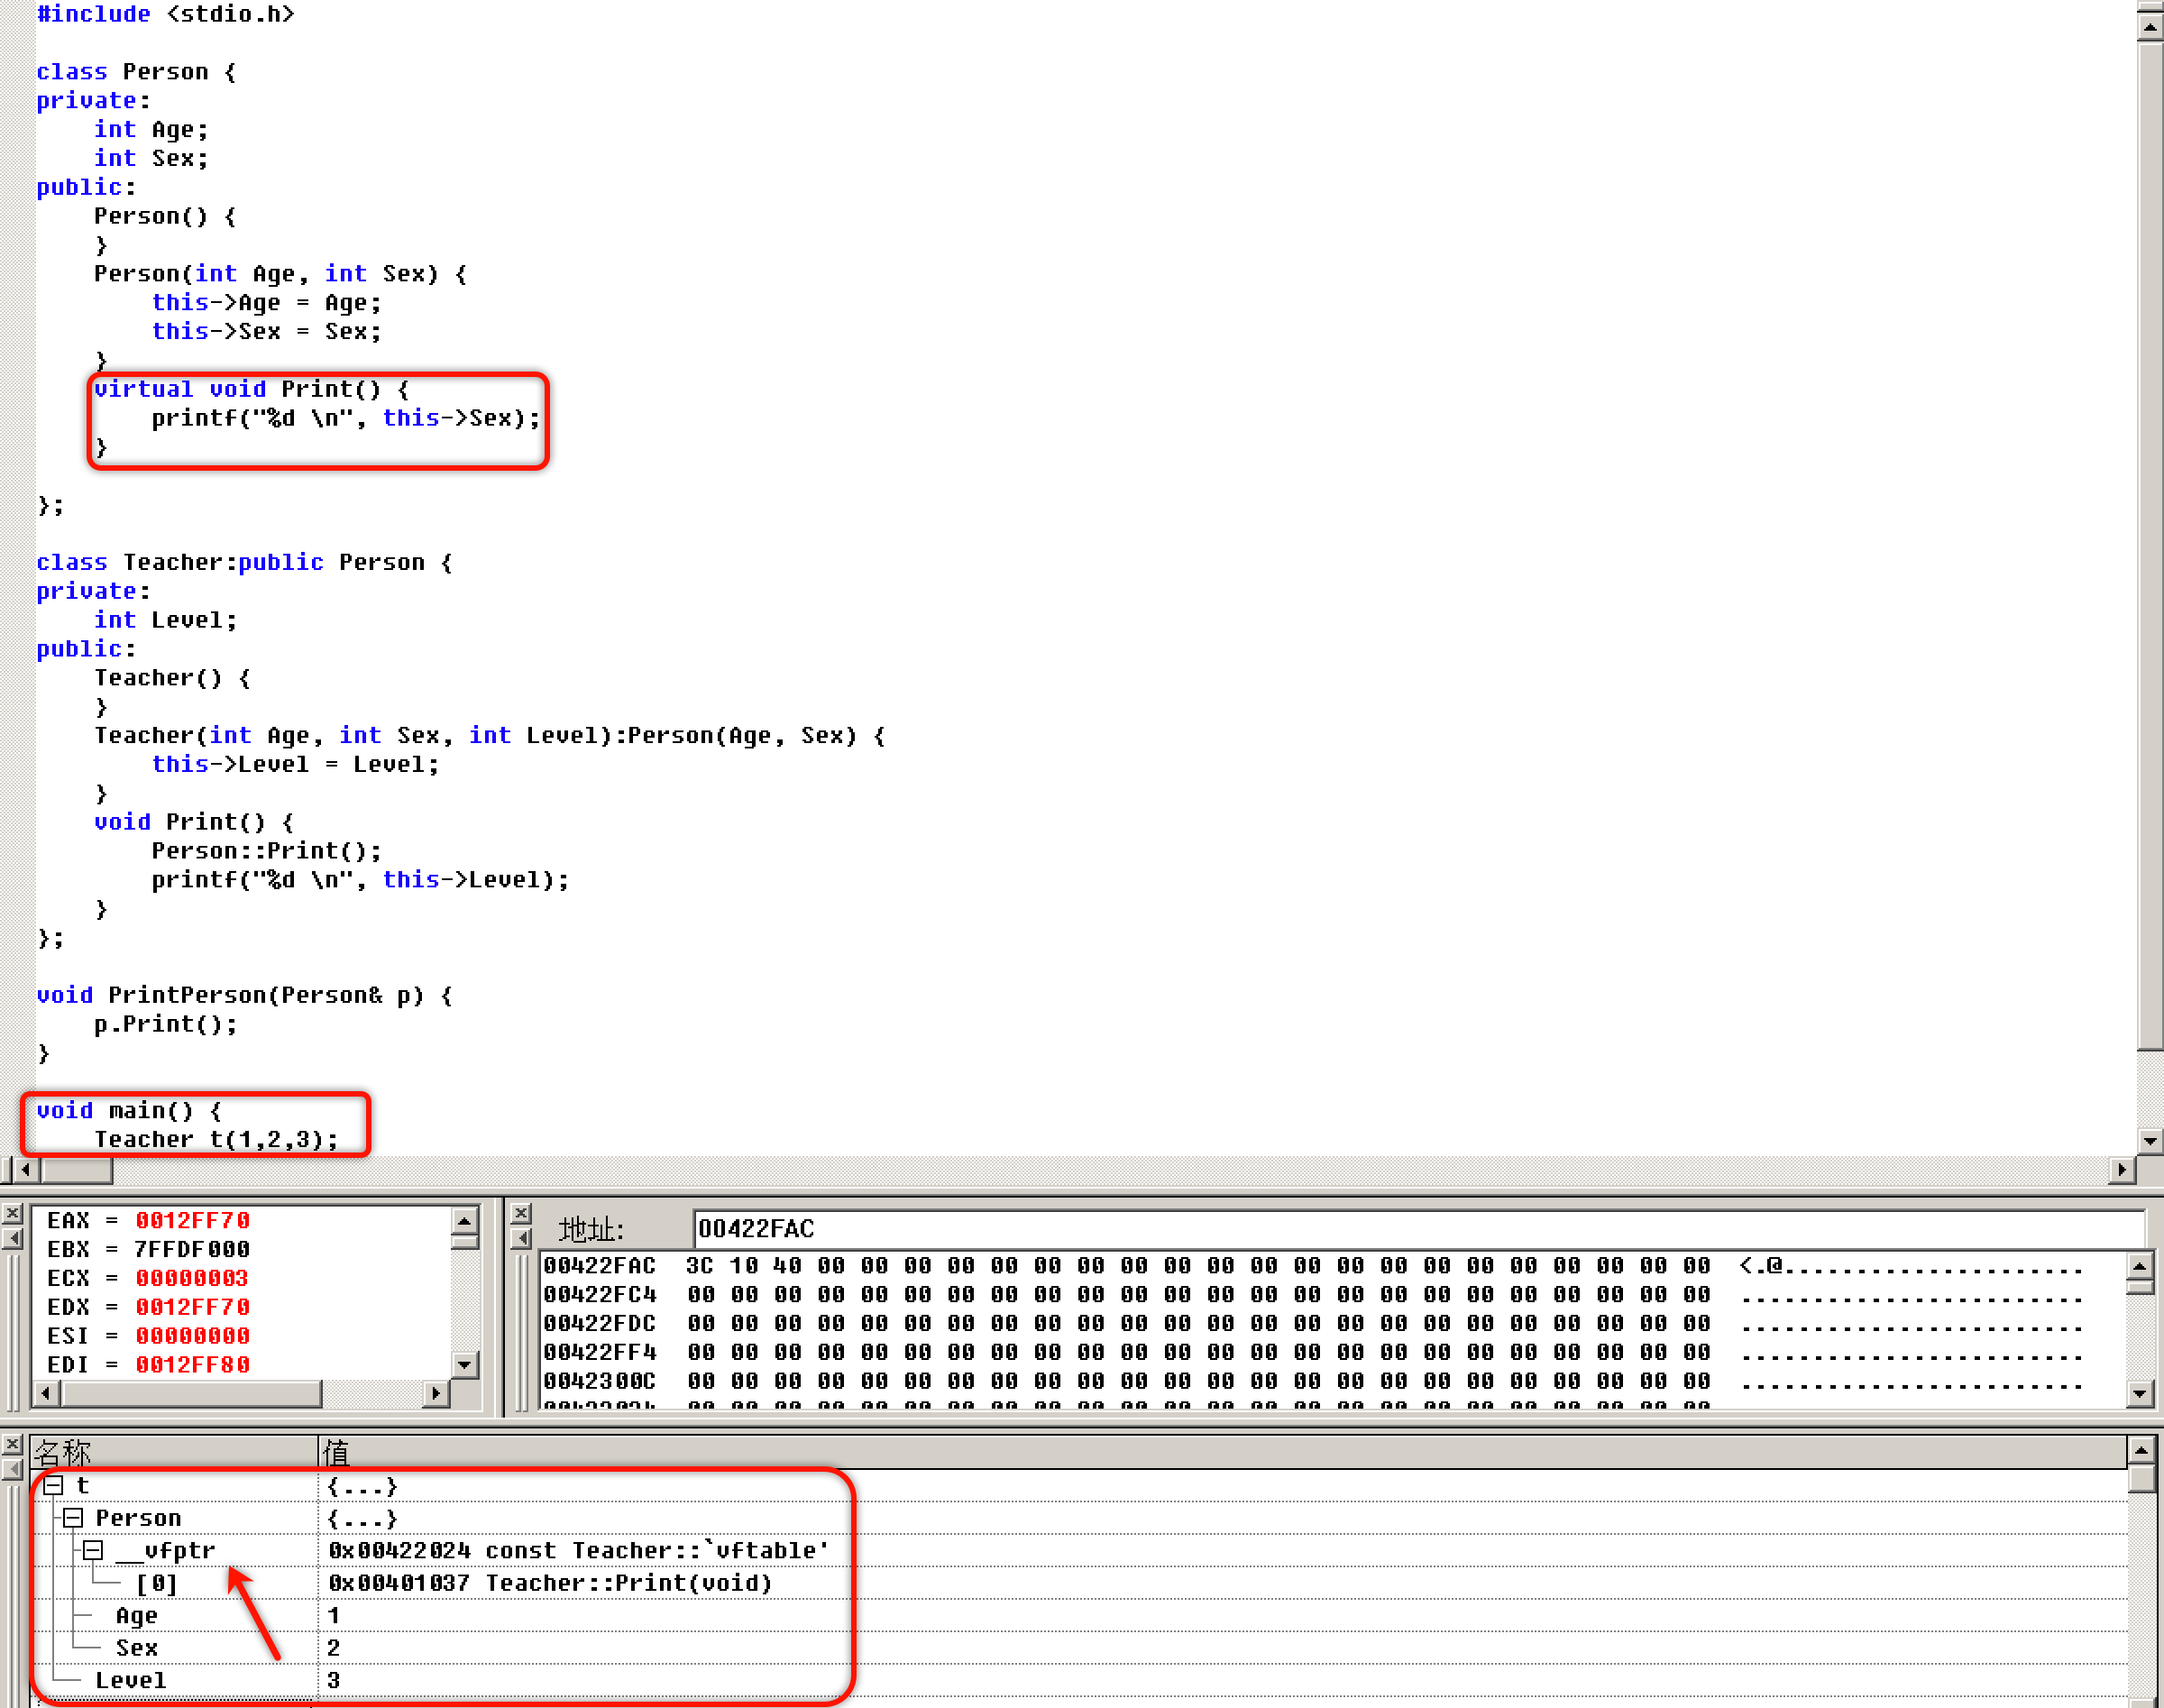 #include <stdio.h>
class Person {
private:
    int Age;
    int Sex;
public:
    Person() {
    }
    Person(int Age, int Sex) {
        this->Age = Age;
        this->Sex = Sex;
    }
    virtual void Print() {
        printf("%d \n", this->Sex);
    }
};
class Teacher:public Person {
private:
    int Level;
public:
    Teacher() {
    }
    Teacher(int Age, int Sex, int Level):Person(Age, Sex) {
        this->Level = Level;
    }
    void Print() {
        Person::Print();
        printf("%d \n", this->Level);
    }
};
void PrintPerson(Person& p) {
    p.Print();
}
void main() {
    Teacher t(1,2,3);
EAX = 0012FF70
EBX = 7FFDF000
ECX = 00000003
EDX = 0012FF70
ESI = 00000000
EDI = 0012FF80
地址: 00422FAC
00422FAC 3C 10 40 00 00 00 00 00 00 00 00 00 00 00 00 00 00 00 00 00 00 00 00 00 <.@.....................
00422FC4 00 00 00 00 00 00 00 00 00 00 00 00 00 00 00 00 00 00 00 00 00 00 00 00 ........................
00422FDC 00 00 00 00 00 00 00 00 00 00 00 00 00 00 00 00 00 00 00 00 00 00 00 00 ........................
00422FF4 00 00 00 00 00 00 00 00 00 00 00 00 00 00 00 00 00 00 00 00 00 00 00 00 ........................
0042300C 00 00 00 00 00 00 00 00 00 00 00 00 00 00 00 00 00 00 00 00 00 00 00 00 ........................
名称 值
t {...}
Person {...}
__vfptr 0x00422024 const Teacher::`vftable'
[0] 0x00401037 Teacher::Print(void)
Age 1
Sex 2
Level 3